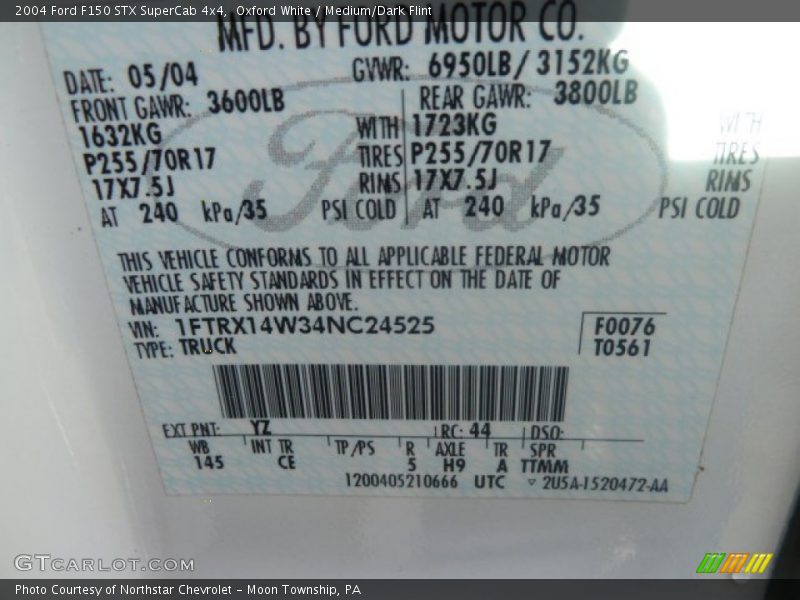 2004 Ford F150 STX SuperCab 4x4,  Oxford White / Medium/Dark Flint
MFD. BY FORD MOTOR CO.
DATE: 05/04 GVWR: 6950LB/ 3152KG
FRONT GAWR: 3600LB REAR GAWR: 3800LB
1632KG WITH 1723KG WITH
P255/70R17 TIRES P255/70R17 TIRES
17X7.5J RIMS 17X7.5J RIMS
AT 240 kPa/35 PSI COLD AT 240 kPa/35 PSI COLD
Ford
THIS VEHICLE CONFORMS TO ALL APPLICABLE FEDERAL MOTOR
VEHICLE SAFETY STANDARDS IN EFFECT ON THE DATE OF
MANUFACTURE SHOWN ABOVE.
VIN: 1FTRX14W34NC24525 F0076
TYPE: TRUCK T0561
EXT PNT: YZ RC: 44 DSO:
WB INT TR TP/PS R AXLE TR SPR
145 CE 5 H9 A TTMM
1200405210666 UTC ▽ 2U5A-1520472-AA
GTCARLOT.COM
Photo Courtesy of Northstar Chevrolet - Moon Township, PA